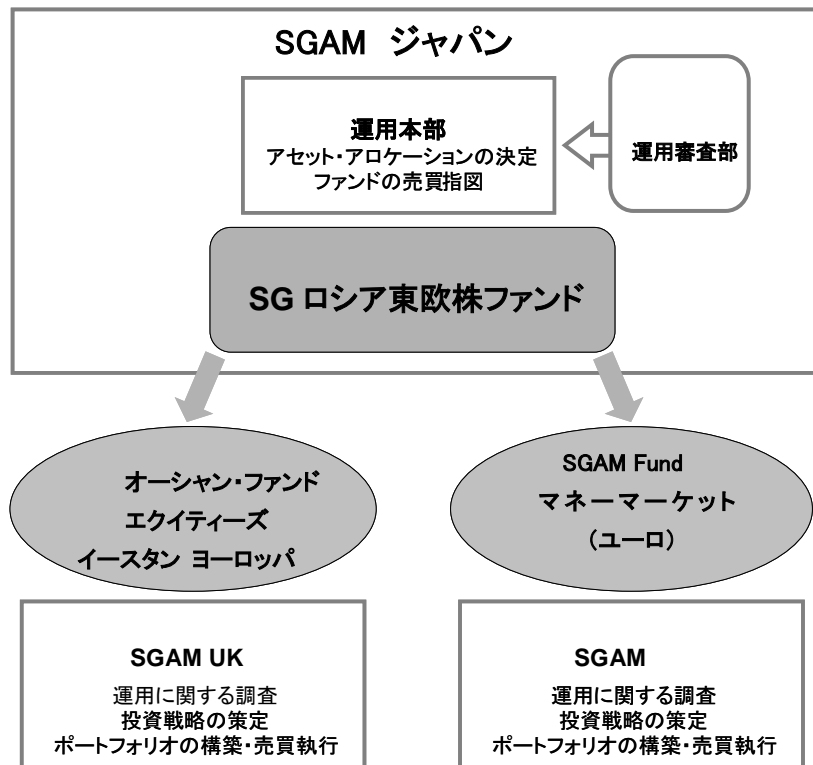 SGAM ジャパン
運用本部
アセット・アロケーションの決定
ファンドの売買指図
運用審査部
SG ロシア東欧株ファンド
オーシャン・ファンド
エクイティーズ
イースタン ヨーロッパ
SGAM Fund
マネーマーケット
(ユーロ)
SGAM UK
運用に関する調査
投資戦略の策定
ポートフォリオの構築・売買執行
SGAM
運用に関する調査
投資戦略の策定
ポートフォリオの構築・売買執行